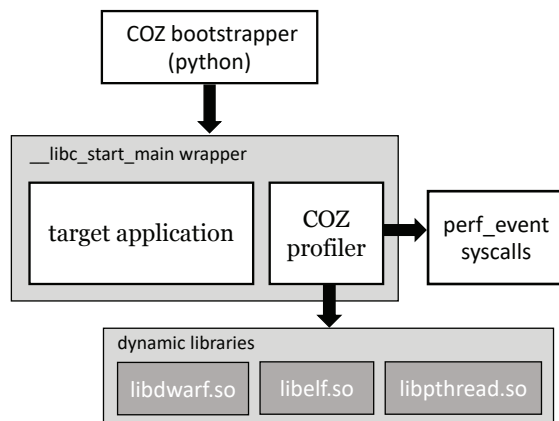 COZ bootstrapper
(python)
__libc_start_main wrapper
target application
COZ
profiler
perf_event
syscalls
dynamic libraries
libdwarf.so
libelf.so
libpthread.so